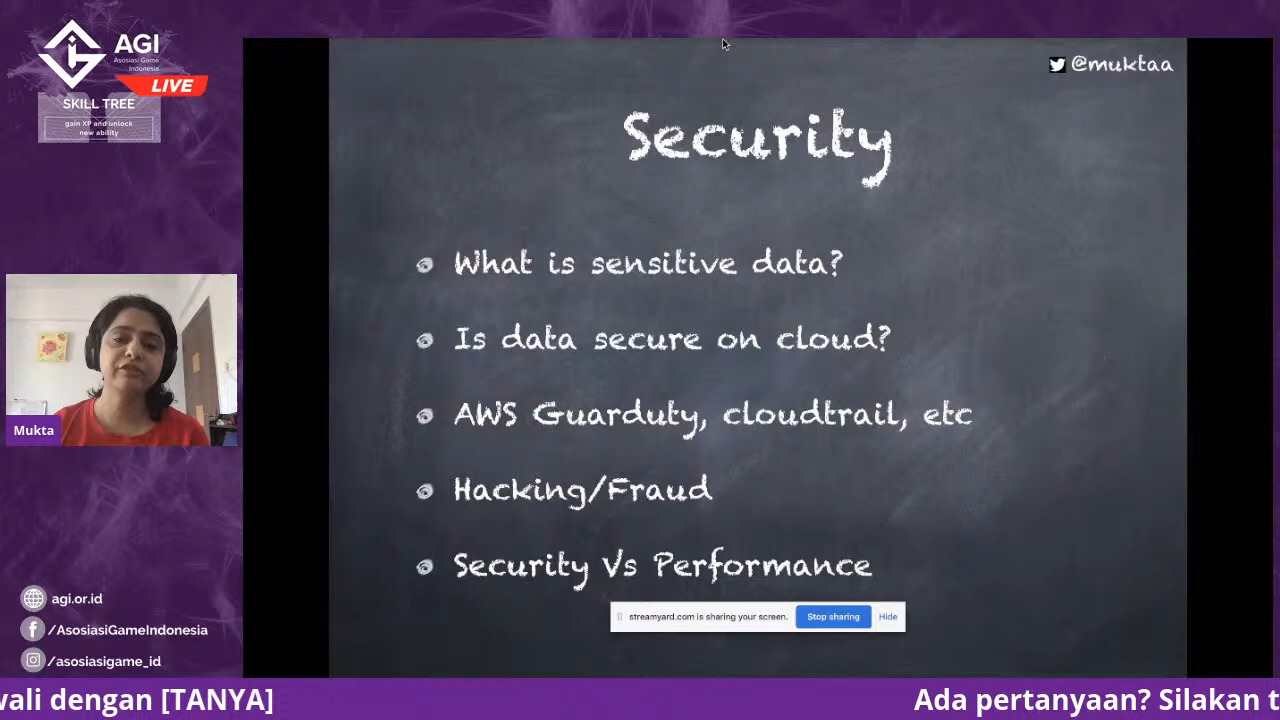 AGI
Asosiasi Game
Indonesia
LIVE
SKILL TREE
gain XP and unlock
new ability
@muktaa
Security
What is sensitive data?
Is data secure on cloud?
AWS Guarduty, cloudtrail, etc
Hacking/Fraud
Security Vs Performance
streamyard.com is sharing your screen.
Stop sharing
Hide
Mukta
agi.or.id
/AsosiasiGameIndonesia
/asosiasigame_id
dengan [TANYA]
Ada pertanyaan? Silakan